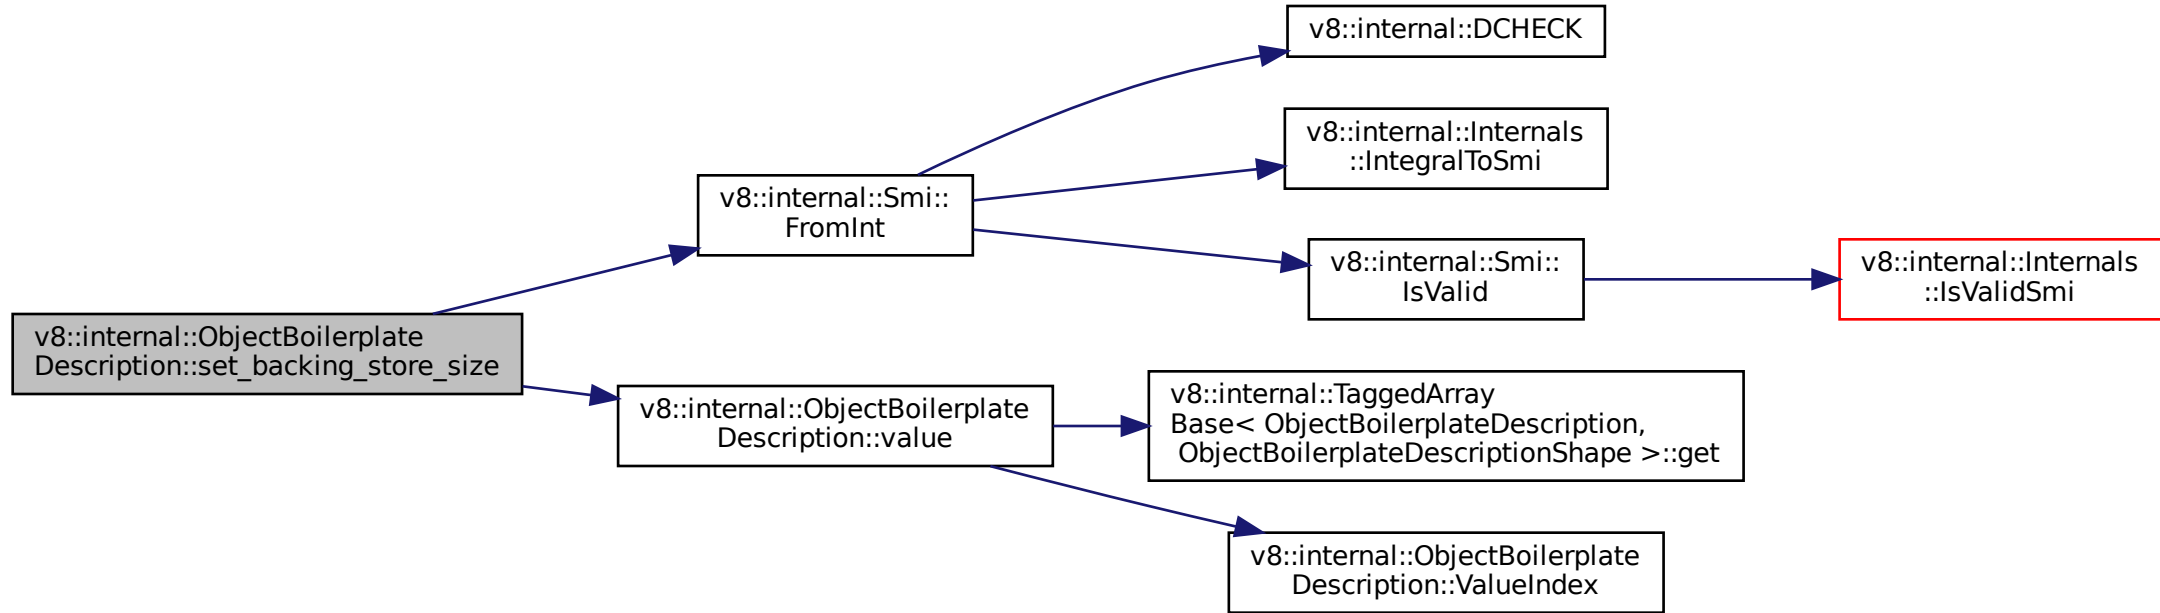 v8::internal::ObjectBoilerplate
Description::set_backing_store_size
v8::internal::Smi::
FromInt
v8::internal::DCHECK
v8::internal::Internals
::IntegralToSmi
v8::internal::Smi::
IsValid
v8::internal::Internals
::IsValidSmi
v8::internal::ObjectBoilerplate
Description::value
v8::internal::TaggedArray
Base< ObjectBoilerplateDescription,
 ObjectBoilerplateDescriptionShape >::get
v8::internal::ObjectBoilerplate
Description::ValueIndex